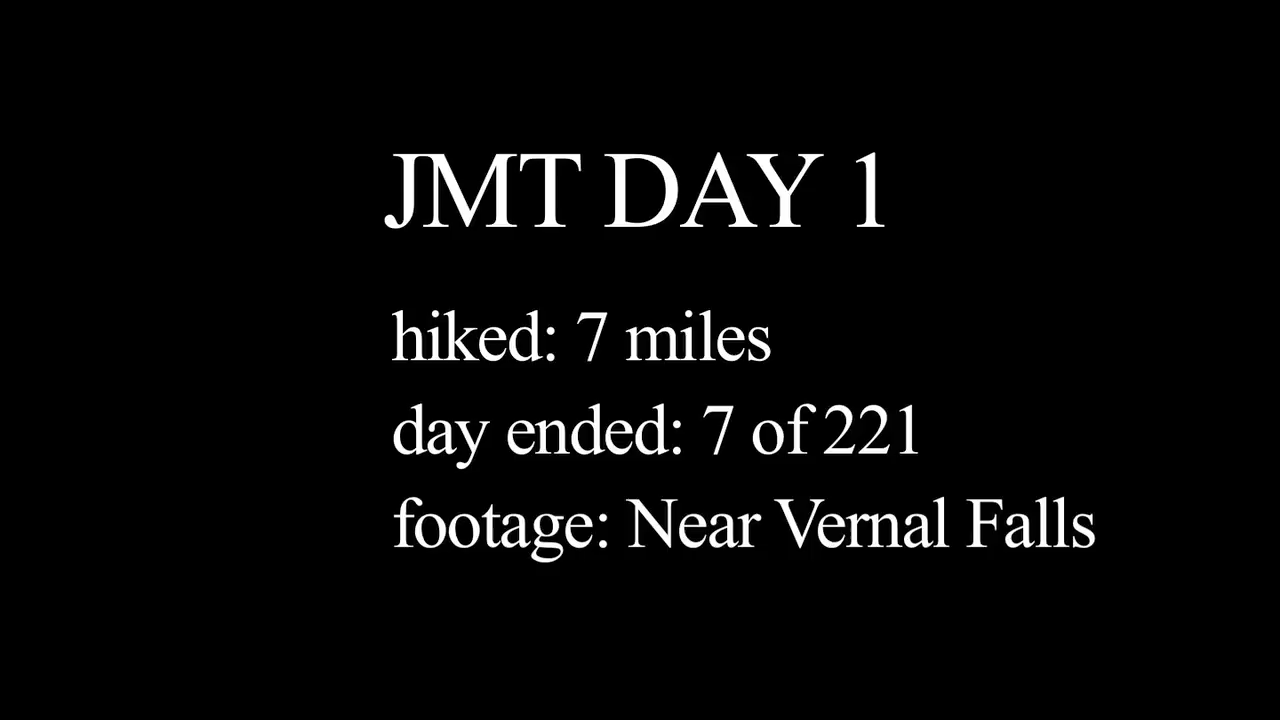 JMT DAY 1
hiked: 7 miles
day ended: 7 of 221
footage: Near Vernal Falls